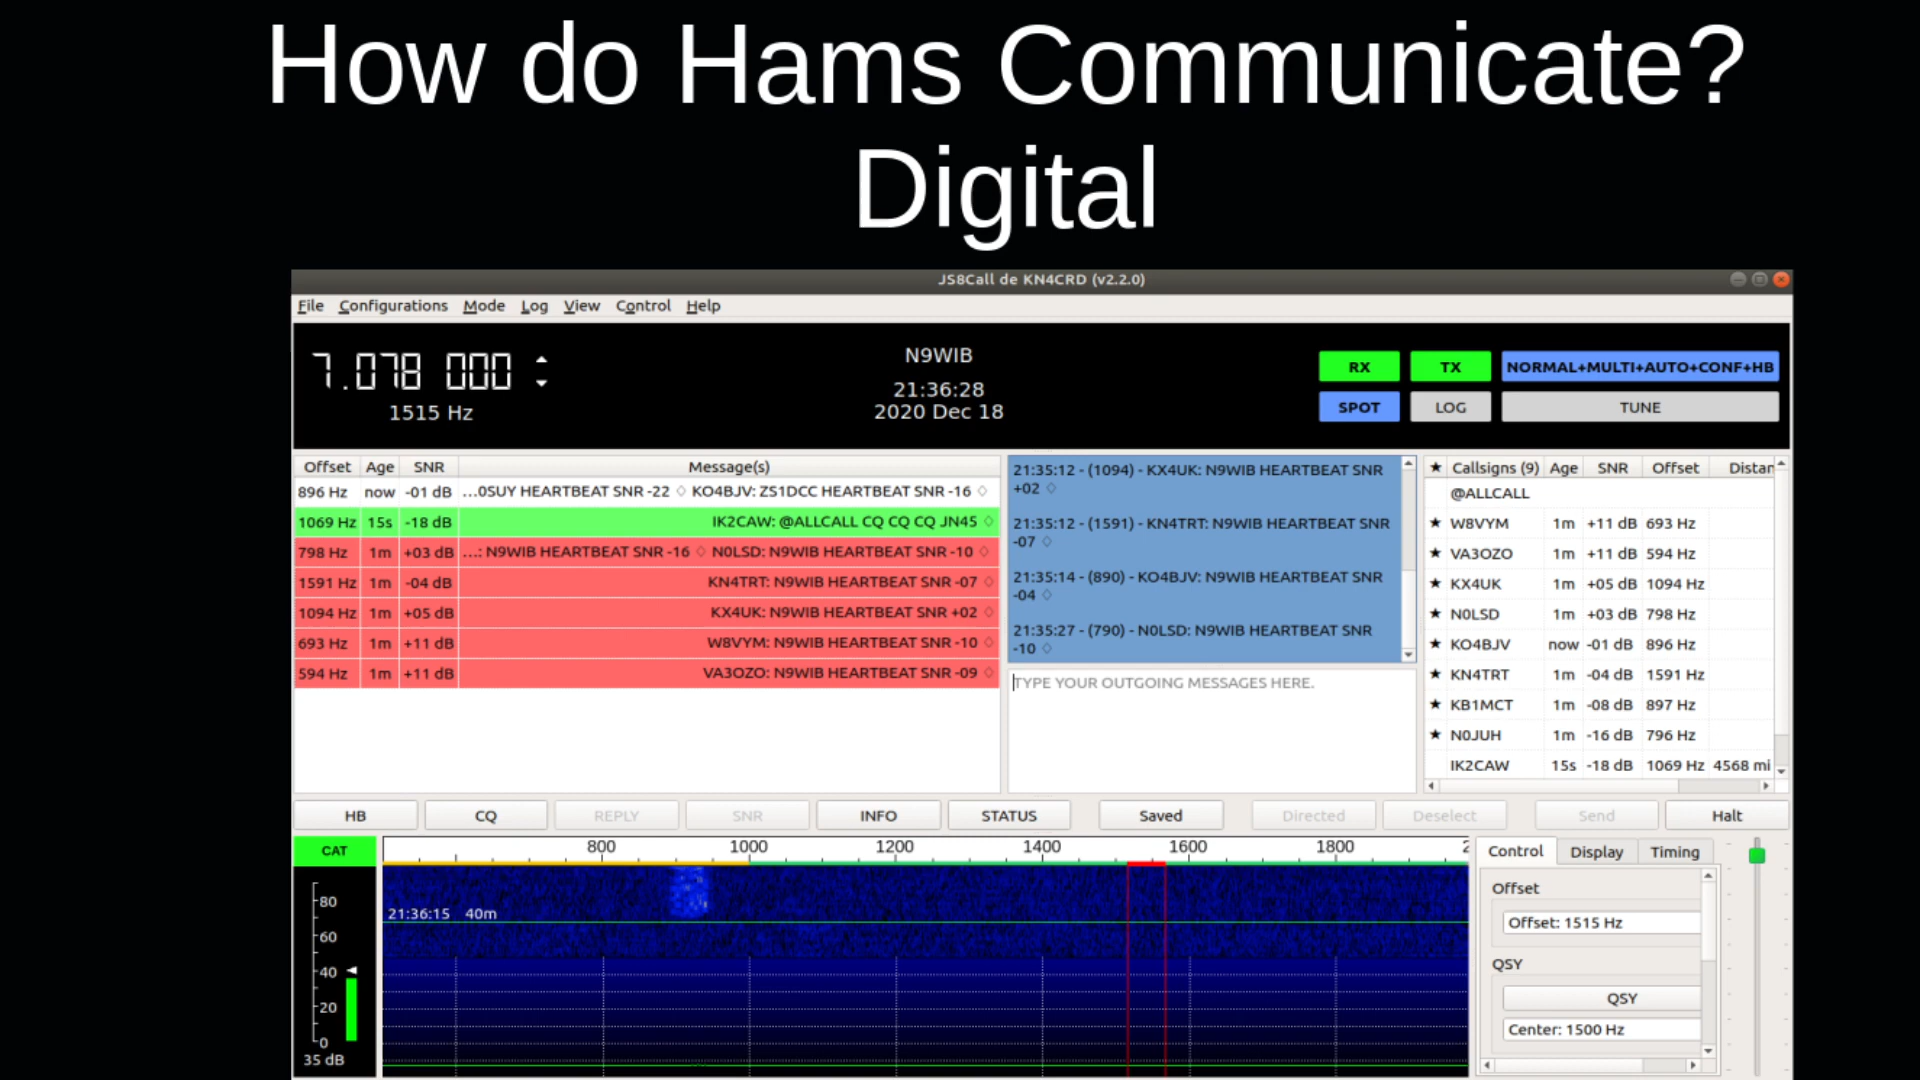 How do Hams Communicate?
Digital
JS8Call de KN4CRD (v2.2.0)
File Configurations Mode Log View Control Help
7.078 000
1515 Hz
N9WIB
21:36:28
2020 Dec 18
RX TX NORMAL+MULTI+AUTO+CONF+HB
SPOT LOG TUNE
Offset Age SNR Message(s)
896 Hz now -01 dB ...0SUY HEARTBEAT SNR -22 ♢ KO4BJV: ZS1DCC HEARTBEAT SNR -16 ♢
1069 Hz 15s -18 dB IK2CAW: @ALLCALL CQ CQ CQ JN45 ♢
798 Hz 1m +03 dB ...: N9WIB HEARTBEAT SNR -16 ♢ N0LSD: N9WIB HEARTBEAT SNR -10 ♢
1591 Hz 1m -04 dB KN4TRT: N9WIB HEARTBEAT SNR -07 ♢
1094 Hz 1m +05 dB KX4UK: N9WIB HEARTBEAT SNR +02 ♢
693 Hz 1m +11 dB W8VYM: N9WIB HEARTBEAT SNR -10 ♢
594 Hz 1m +11 dB VA3OZO: N9WIB HEARTBEAT SNR -09 ♢
21:35:12 - (1094) - KX4UK: N9WIB HEARTBEAT SNR
+02 ♢
21:35:12 - (1591) - KN4TRT: N9WIB HEARTBEAT SNR
-07 ♢
21:35:14 - (890) - KO4BJV: N9WIB HEARTBEAT SNR
-04 ♢
21:35:27 - (790) - N0LSD: N9WIB HEARTBEAT SNR
-10 ♢
TYPE YOUR OUTGOING MESSAGES HERE.
★ Callsigns (9) Age SNR Offset Distan
@ALLCALL
★ W8VYM 1m +11 dB 693 Hz
★ VA3OZO 1m +11 dB 594 Hz
★ KX4UK 1m +05 dB 1094 Hz
★ N0LSD 1m +03 dB 798 Hz
★ KO4BJV now -01 dB 896 Hz
★ KN4TRT 1m -04 dB 1591 Hz
★ KB1MCT 1m -08 dB 897 Hz
★ N0JUH 1m -16 dB 796 Hz
IK2CAW 15s -18 dB 1069 Hz 4568 mi
HB CQ REPLY SNR INFO STATUS Saved Directed Deselect Send Halt
CAT
80
60
40
20
0
35 dB
800 1000 1200 1400 1600 1800 2
21:36:15 40m
Control Display Timing
Offset
Offset: 1515 Hz
QSY
QSY
Center: 1500 Hz